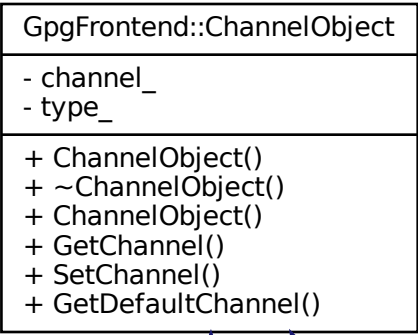 GpgFrontend::ChannelObject
- channel_
- type_
+ ChannelObject()
+ ~ChannelObject()
+ ChannelObject()
+ GetChannel()
+ SetChannel()
+ GetDefaultChannel()